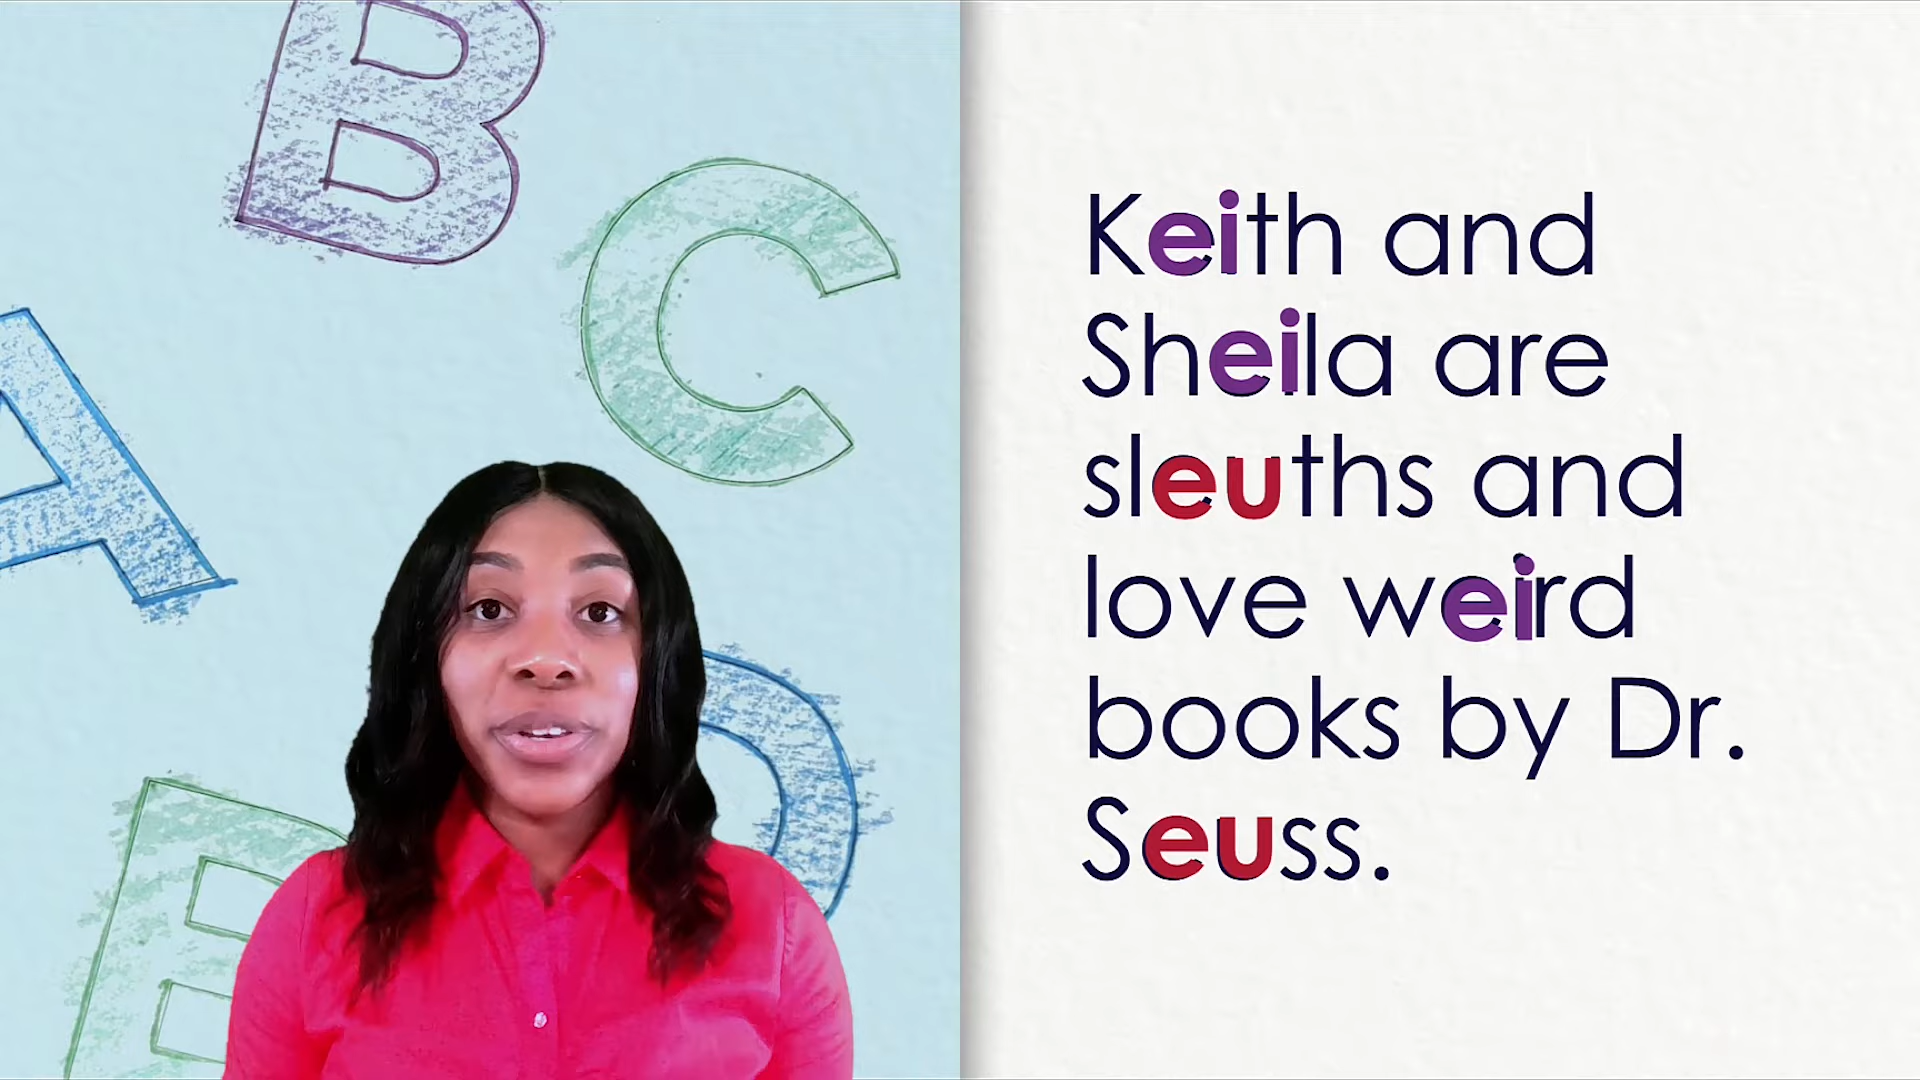 B
C
A
D
E
Keith and
Sheila are
sleuths and
love weird
books by Dr.
Seuss.